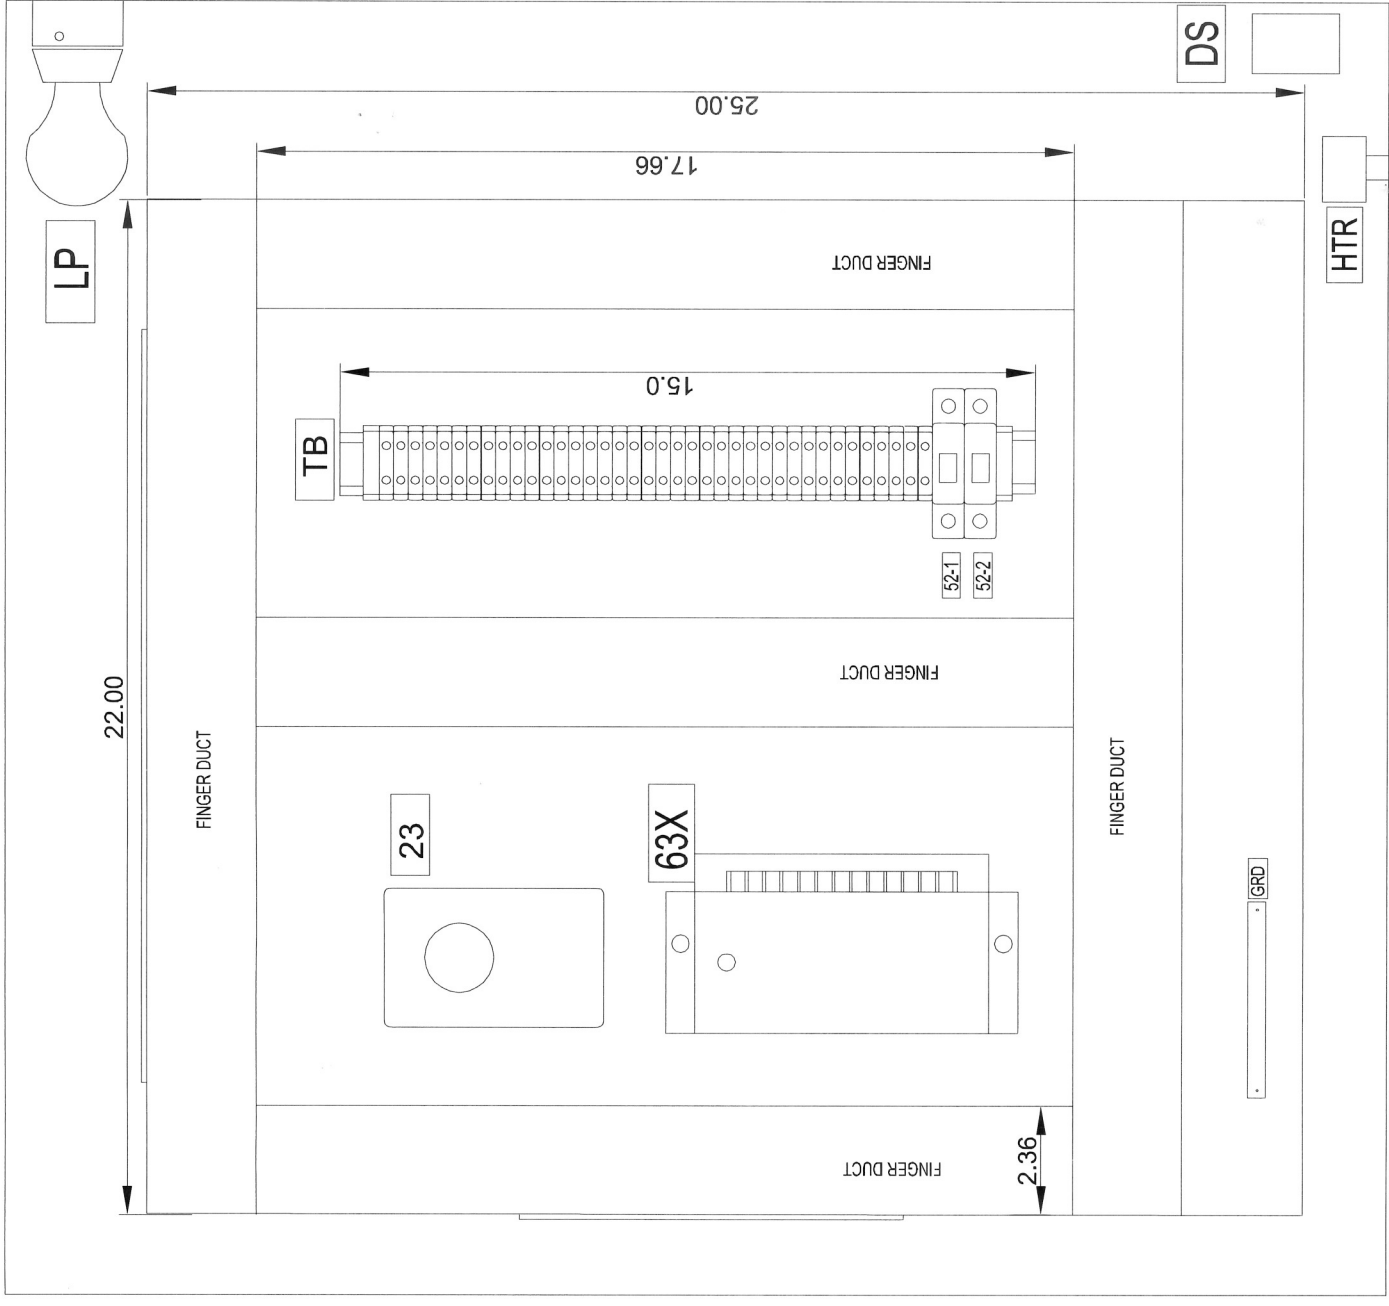 DS
25.00
17.66
HTR
LP
FINGER DUCT
15.0
TB
52-1
52-2
22.00
FINGER DUCT
FINGER DUCT
FINGER DUCT
23
63X
GRD
FINGER DUCT
2.36